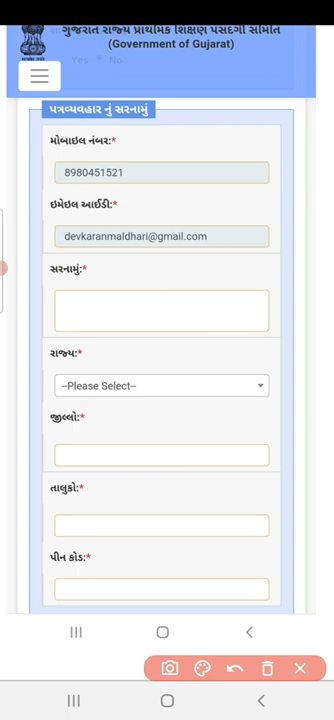 ગુજરાત રાજ્ય પ્રાથમિક શિક્ષણ પસંદગી સમિતિ
(Government of Gujarat)
Yes No
પત્રવ્યવહાર નું સરનામું
મોબાઇલ નંબર:*
8980451521
ઇમેઇલ આઈડી:*
devkaranmaldhari@gmail.com
સરનામું:*
રાજ્ય:*
--Please Select--
જીલ્લો:*
તાલુકો:*
પીન કોડ:*